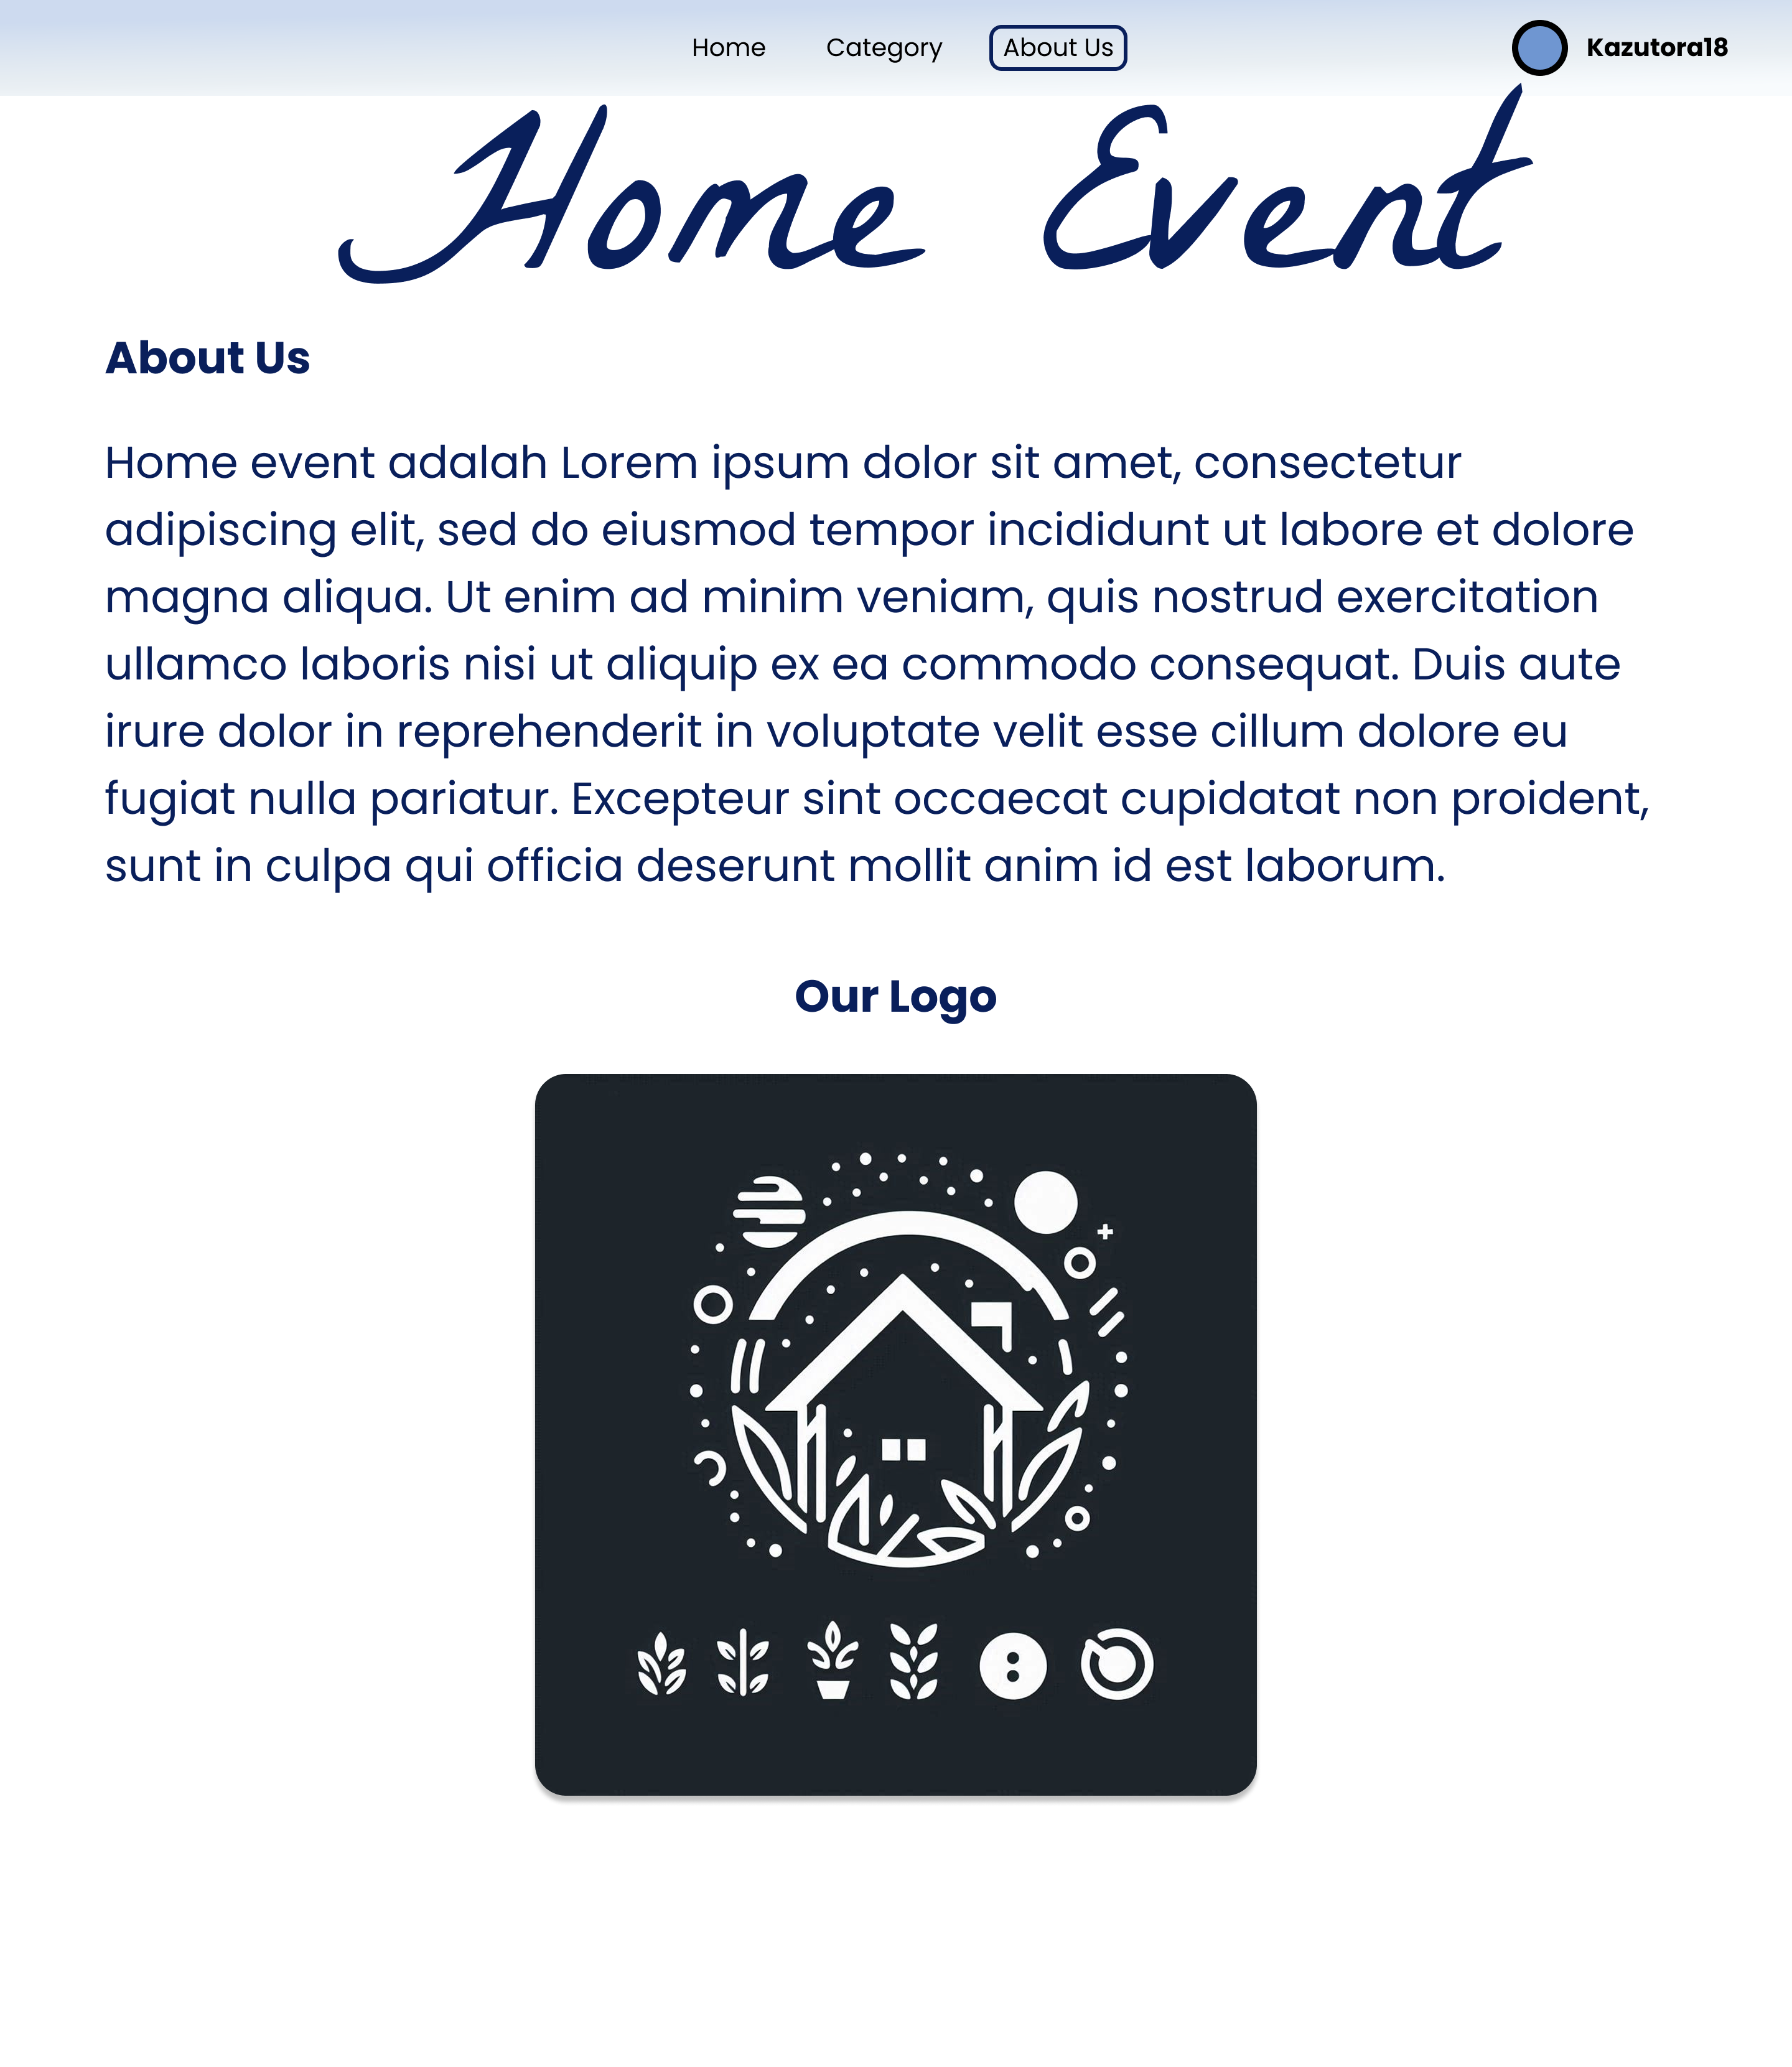 Home Category About Us Kazutora18
Home Event
About Us
Home event adalah Lorem ipsum dolor sit amet, consectetur
adipiscing elit, sed do eiusmod tempor incididunt ut labore et dolore
magna aliqua. Ut enim ad minim veniam, quis nostrud exercitation
ullamco laboris nisi ut aliquip ex ea commodo consequat. Duis aute
irure dolor in reprehenderit in voluptate velit esse cillum dolore eu
fugiat nulla pariatur. Excepteur sint occaecat cupidatat non proident,
sunt in culpa qui officia deserunt mollit anim id est laborum.
Our Logo